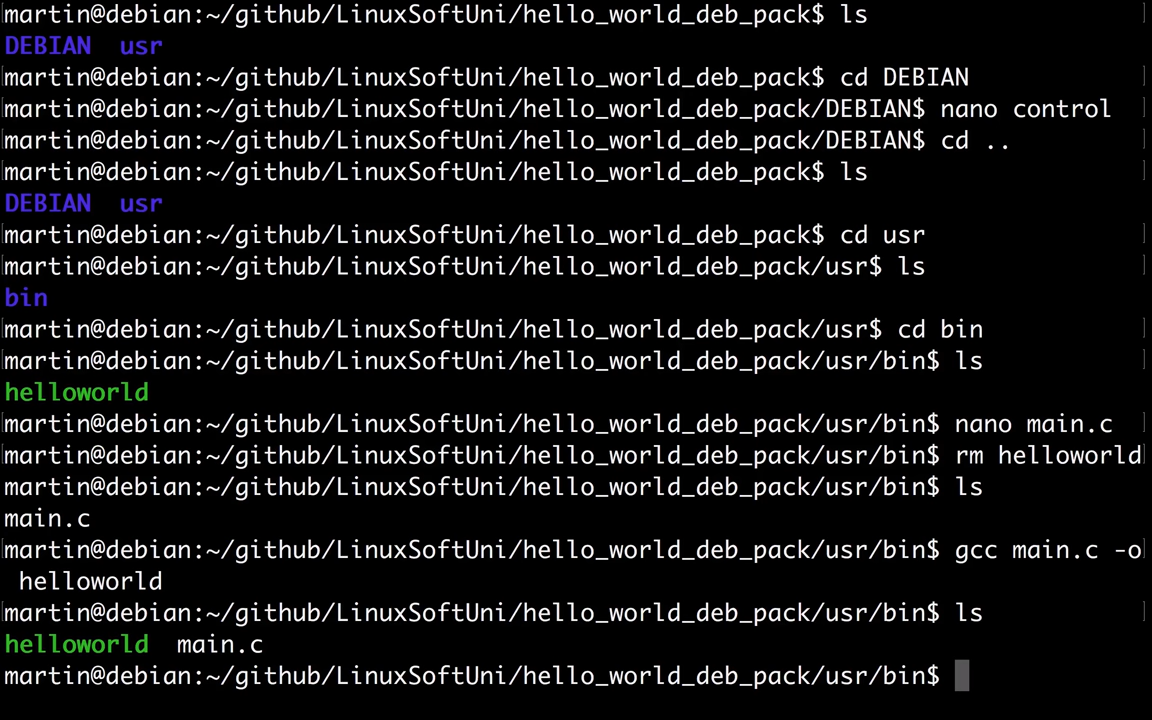 martin@debian:~/github/LinuxSoftUni/hello_world_deb_pack$ ls
DEBIAN  usr
martin@debian:~/github/LinuxSoftUni/hello_world_deb_pack$ cd DEBIAN
martin@debian:~/github/LinuxSoftUni/hello_world_deb_pack/DEBIAN$ nano control
martin@debian:~/github/LinuxSoftUni/hello_world_deb_pack/DEBIAN$ cd ..
martin@debian:~/github/LinuxSoftUni/hello_world_deb_pack$ ls
DEBIAN  usr
martin@debian:~/github/LinuxSoftUni/hello_world_deb_pack$ cd usr
martin@debian:~/github/LinuxSoftUni/hello_world_deb_pack/usr$ ls
bin
martin@debian:~/github/LinuxSoftUni/hello_world_deb_pack/usr$ cd bin
martin@debian:~/github/LinuxSoftUni/hello_world_deb_pack/usr/bin$ ls
helloworld
martin@debian:~/github/LinuxSoftUni/hello_world_deb_pack/usr/bin$ nano main.c
martin@debian:~/github/LinuxSoftUni/hello_world_deb_pack/usr/bin$ rm helloworld
martin@debian:~/github/LinuxSoftUni/hello_world_deb_pack/usr/bin$ ls
main.c
martin@debian:~/github/LinuxSoftUni/hello_world_deb_pack/usr/bin$ gcc main.c -o
 helloworld
martin@debian:~/github/LinuxSoftUni/hello_world_deb_pack/usr/bin$ ls
helloworld  main.c
martin@debian:~/github/LinuxSoftUni/hello_world_deb_pack/usr/bin$